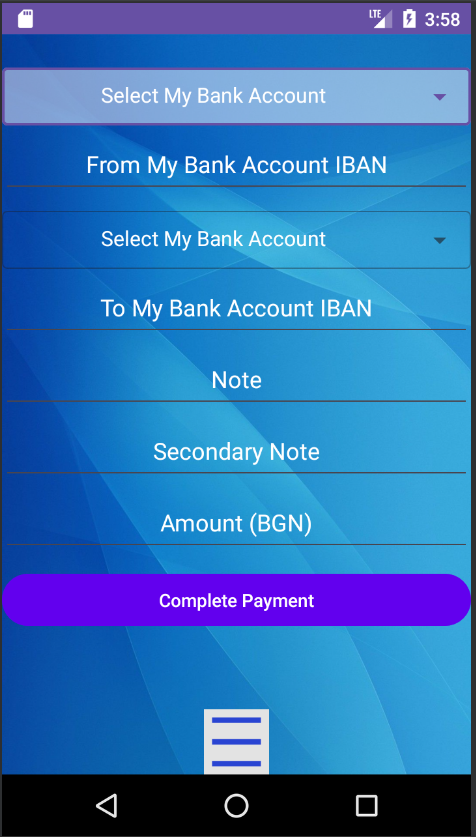 LTE 3:58
Select My Bank Account
From My Bank Account IBAN
Select My Bank Account
To My Bank Account IBAN
Note
Secondary Note
Amount (BGN)
Complete Payment